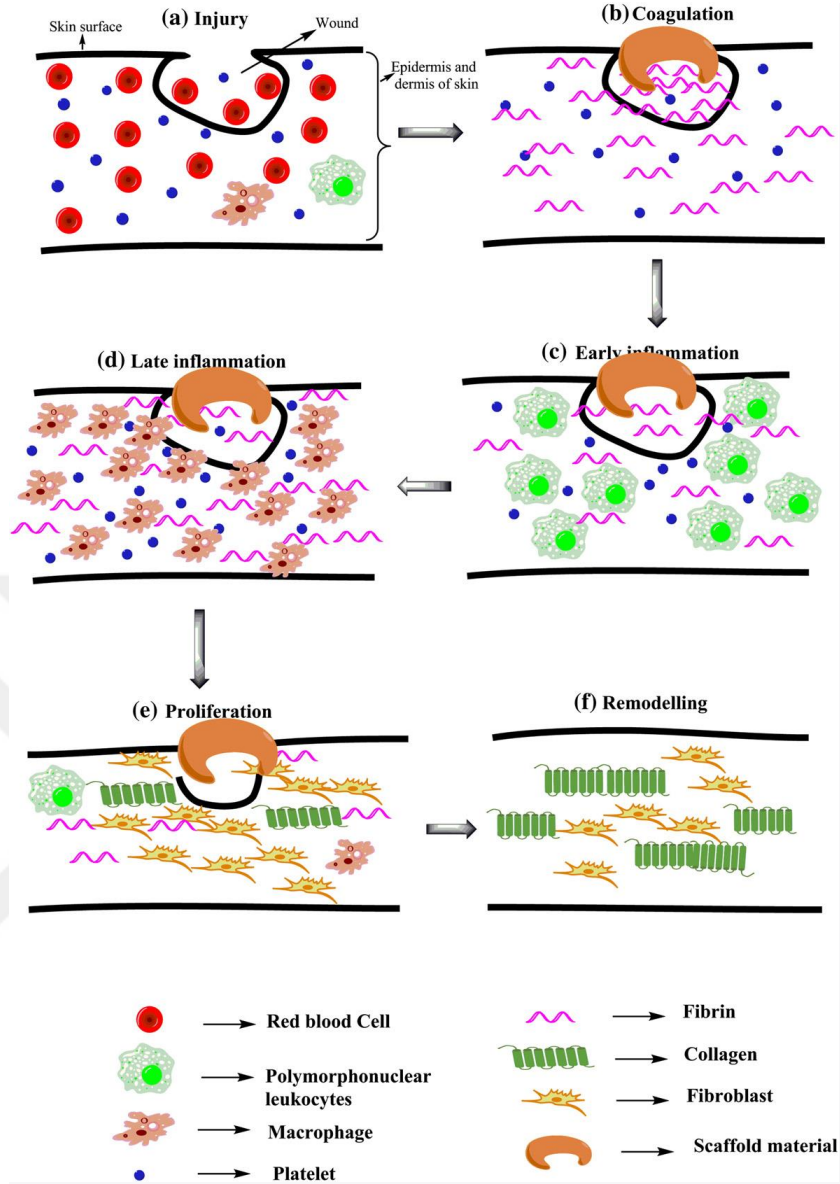 (a) Injury
Skin surface
Wound
Epidermis and
dermis of skin
(b) Coagulation
(d) Late inflammation
(c) Early inflammation
(e) Proliferation
(f) Remodelling
Red blood Cell
Polymorphonuclear
leukocytes
Macrophage
Platelet
Fibrin
Collagen
Fibroblast
Scaffold material